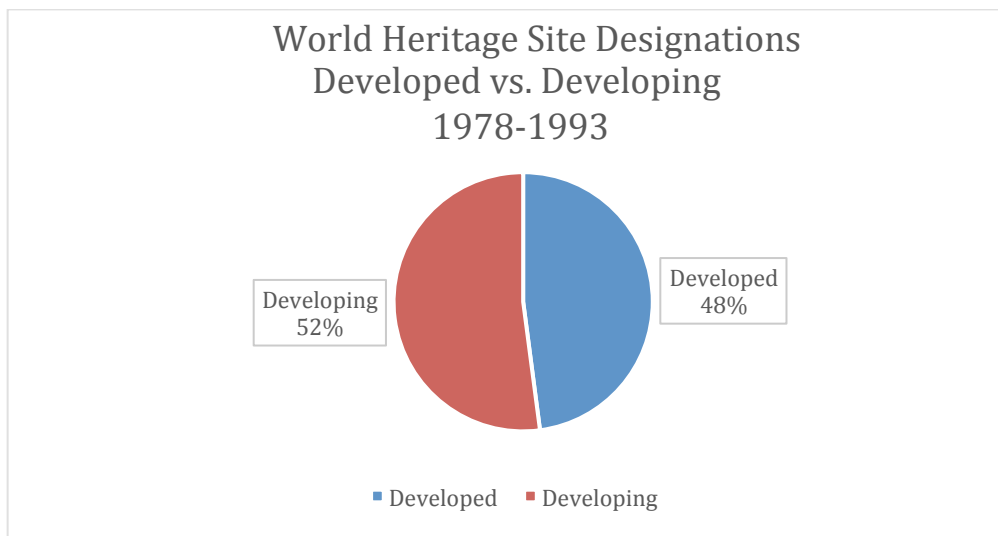 World Heritage Site Designations
Developed vs. Developing
1978-1993
Developing
52%
Developed
48%
Developed
Developing